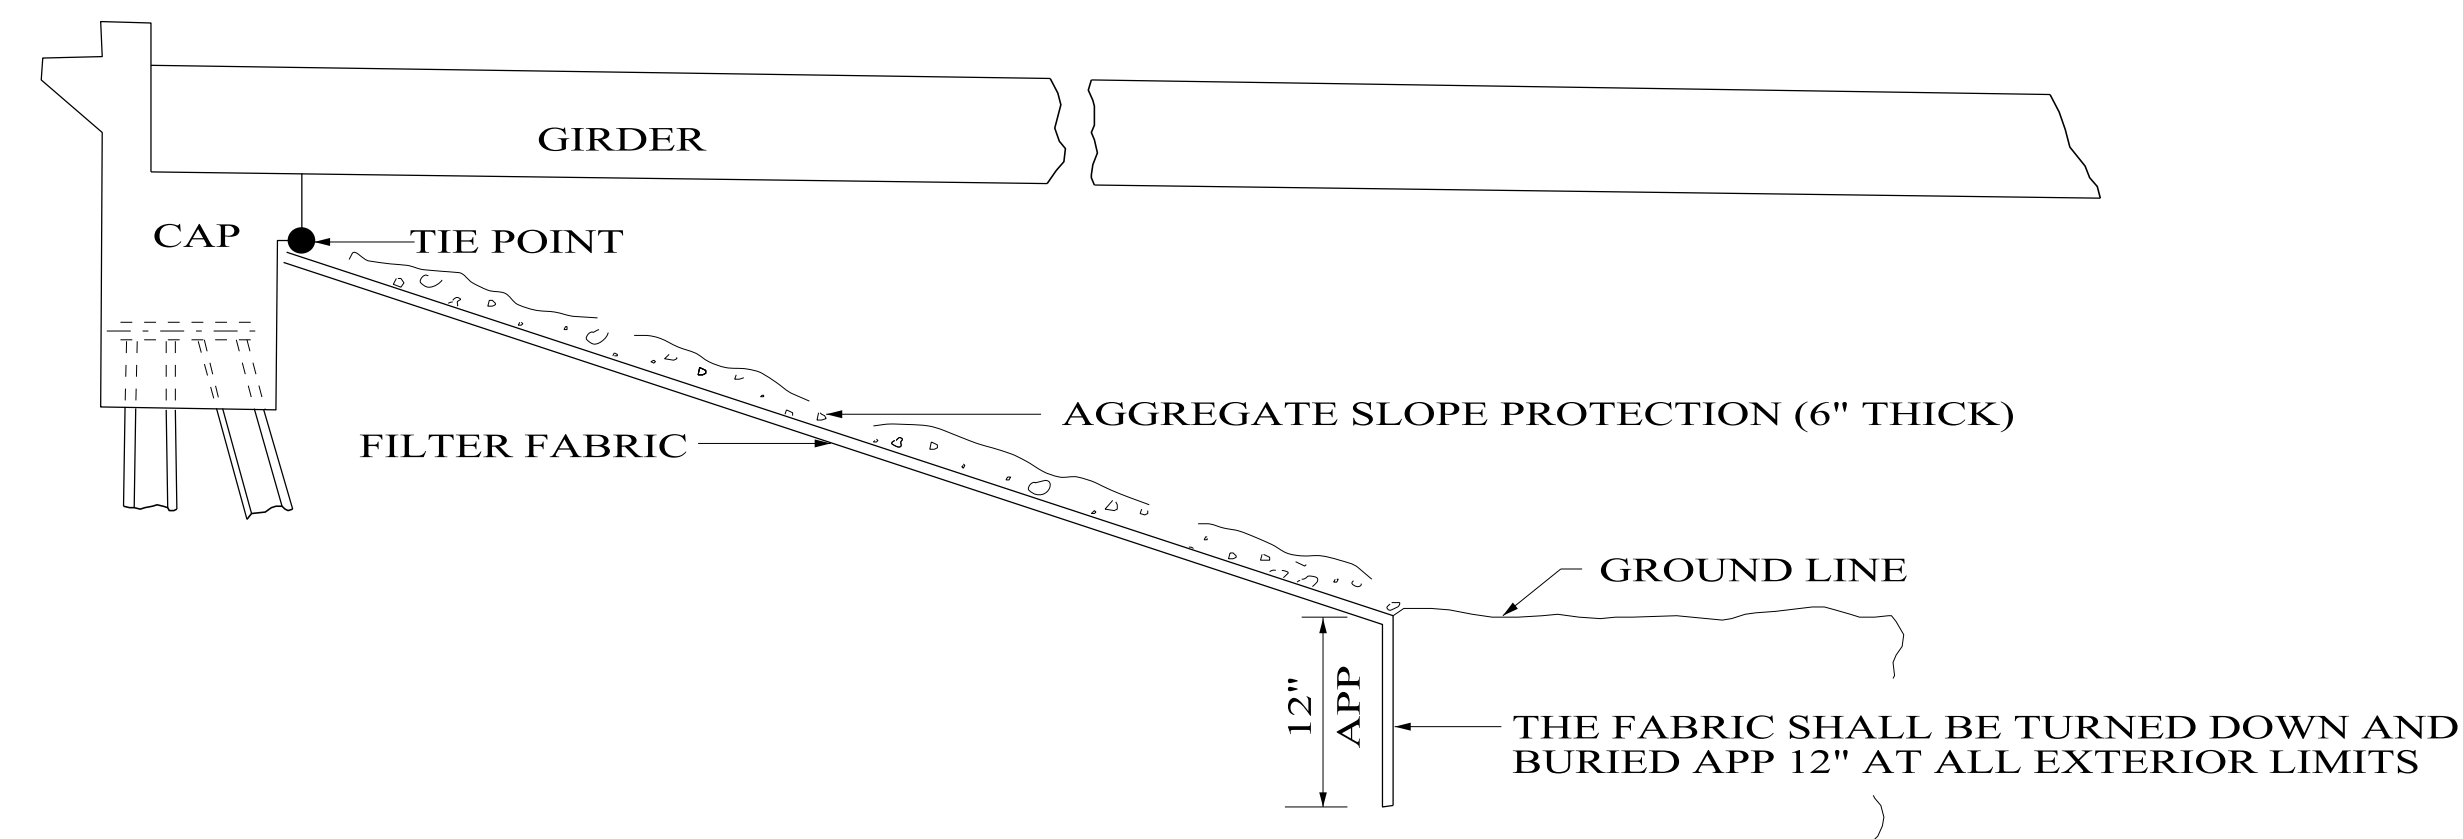 GIRDER
CAP
TIE POINT
AGGREGATE SLOPE PROTECTION (6" THICK)
FILTER FABRIC
GROUND LINE
12"
APP
THE FABRIC SHALL BE TURNED DOWN AND
BURIED APP 12" AT ALL EXTERIOR LIMITS